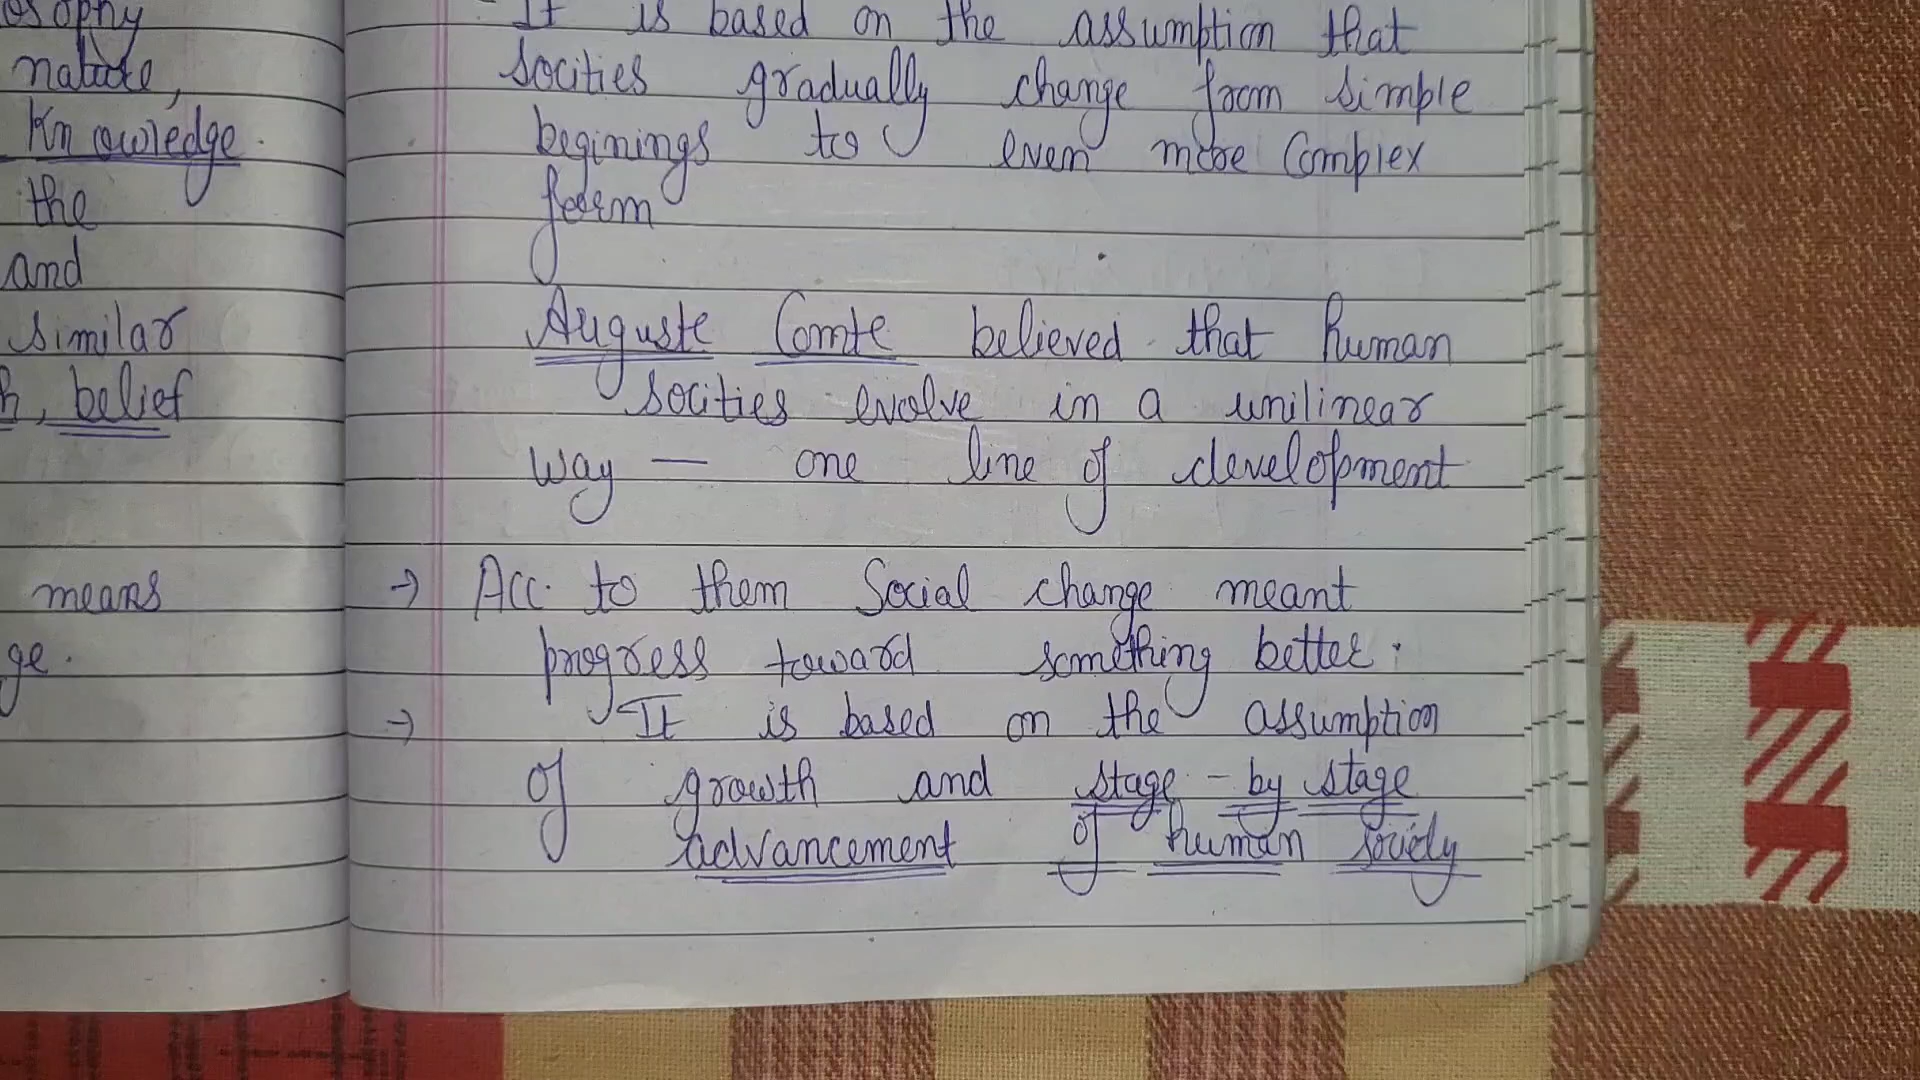 osophy
nature,
Knowledge.
the
and
similar
h, belief
means
ge.
It is based on the assumption that
socities gradually change from simple
beginings to even more Complex
form
Auguste Comte believed that human
socities evolve in a unilinear
way — one line of development
→ Acc. to them Social change meant
progress toward something better.
→ It is based on the assumption
of growth and stage - by stage
advancement of human society